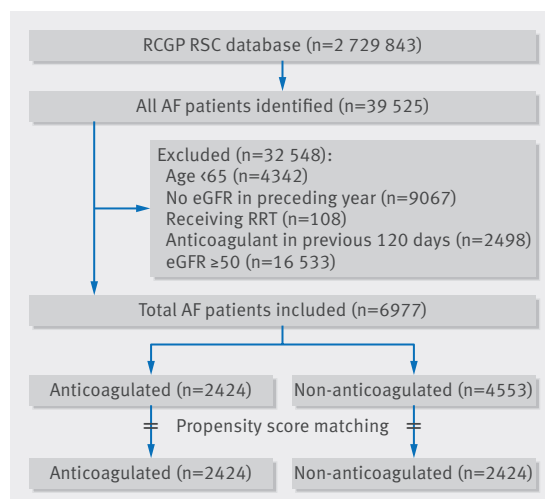 RCGP RSC database (n=2 729 843)
All AF patients identified (n=39 525)
Excluded (n=32 548):
Age <65 (n=4342)
No eGFR in preceding year (n=9067)
Receiving RRT (n=108)
Anticoagulant in previous 120 days (n=2498)
eGFR ≥50 (n=16 533)
Total AF patients included (n=6977)
Anticoagulated (n=2424)
Non-anticoagulated (n=4553)
Propensity score matching
Anticoagulated (n=2424)
Non-anticoagulated (n=2424)